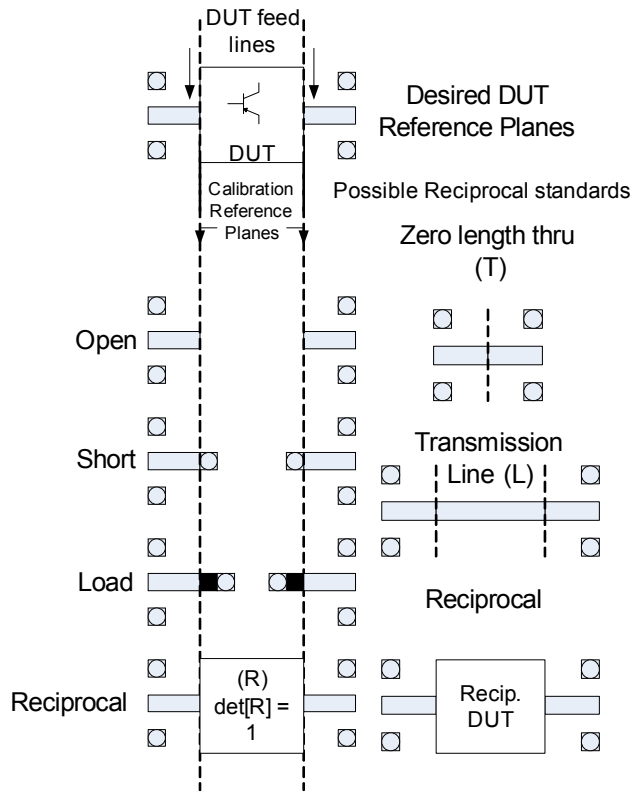 DUT feed
lines
Desired DUT
Reference Planes
DUT
Calibration
Reference
Planes
Possible Reciprocal standards
Zero length thru
(T)
Open
Short
Transmission
Line (L)
Load
Reciprocal
Reciprocal
(R)
det[R] =
1
Recip.
DUT